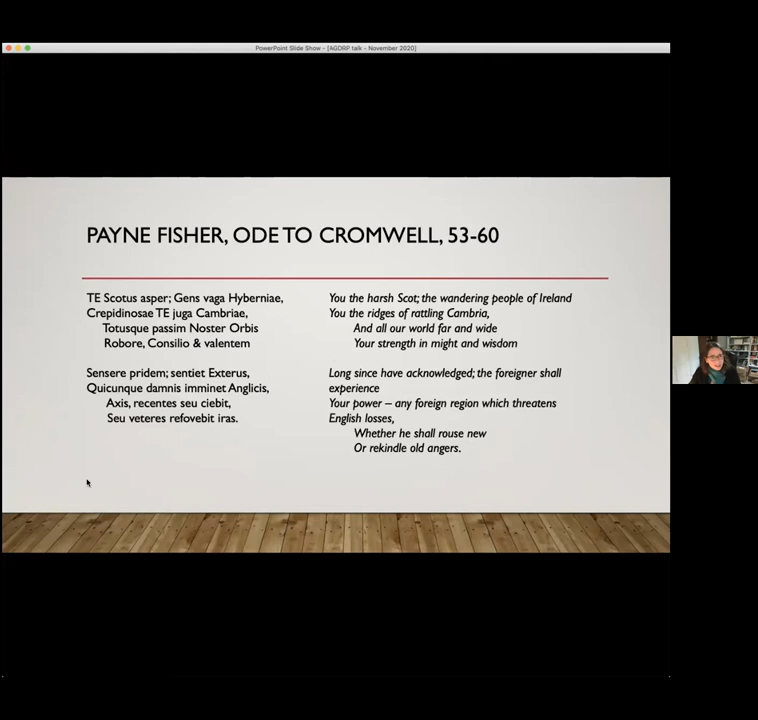 PowerPoint Slide Show - [AGDRP talk - November 2020]
PAYNE FISHER, ODE TO CROMWELL, 53-60
TE Scotus asper; Gens vaga Hyberniae,
Crepidinosae TE juga Cambriae,
Totusque passim Noster Orbis
Robore, Consilio & valentem
Sensere pridem; sentiet Exterus,
Quicunque damnis imminet Anglicis,
Axis, recentes seu ciebit,
Seu veteres refovebit iras.
You the harsh Scot; the wandering people of Ireland
You the ridges of rattling Cambria,
And all our world far and wide
Your strength in might and wisdom
Long since have acknowledged; the foreigner shall
experience
Your power – any foreign region which threatens
English losses,
Whether he shall rouse new
Or rekindle old angers.